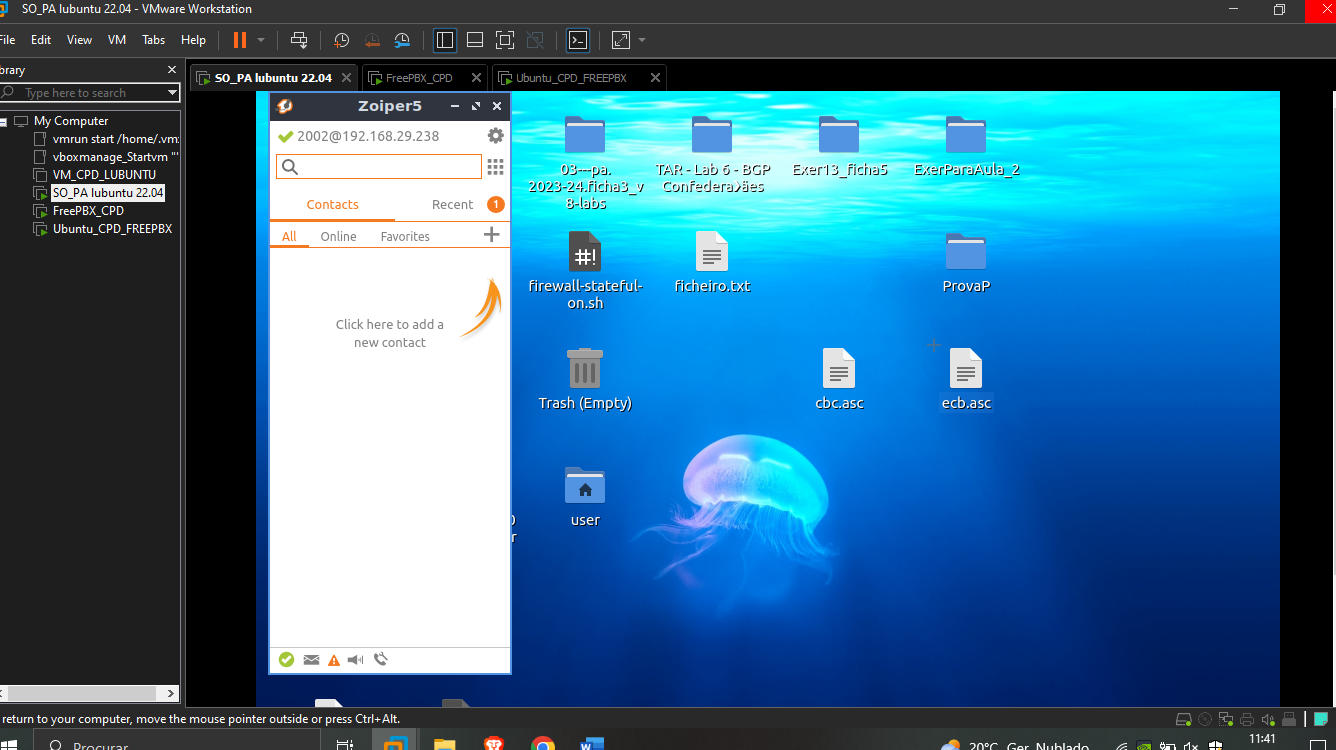 SO_PA lubuntu 22.04 - VMware Workstation
File Edit View VM Tabs Help
brary
Type here to search
My Computer
vmrun start /home/.vm
vboxmanage_Startvm "
VM_CPD_LUBUNTU
SO_PA lubuntu 22.04
FreePBX_CPD
Ubuntu_CPD_FREEPBX
SO_PA lubuntu 22.04 FreePBX_CPD Ubuntu_CPD_FREEPBX
Zoiper5
2002@192.168.29.238
Contacts Recent 1
All Online Favorites
Click here to add a
new contact
03---pa.
2023-24.ficha3_v
8-labs
TAR - Lab 6 - BGP
Exer13_ficha5
ExerParaAula_2
#!
firewall-stateful-
on.sh
ficheiro.txt
ProvaP
Trash (Empty)
cbc.asc
ecb.asc
user
return to your computer, move the mouse pointer outside or press Ctrl+Alt.
Procurar
20°C Ger. Nublado
11:41